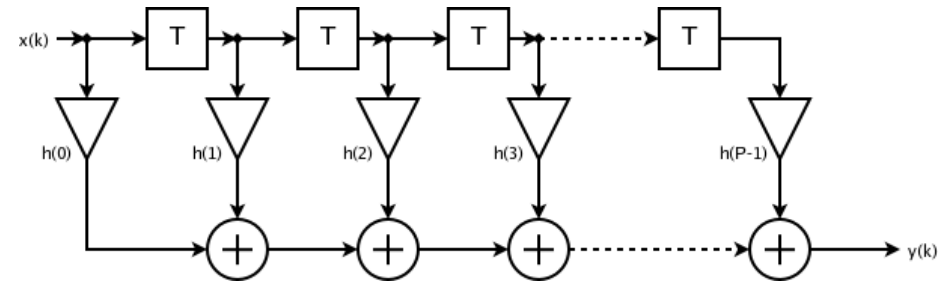 x(k) T T T T
h(0) h(1) h(2) h(3) h(P-1)
+ + + +
y(k)